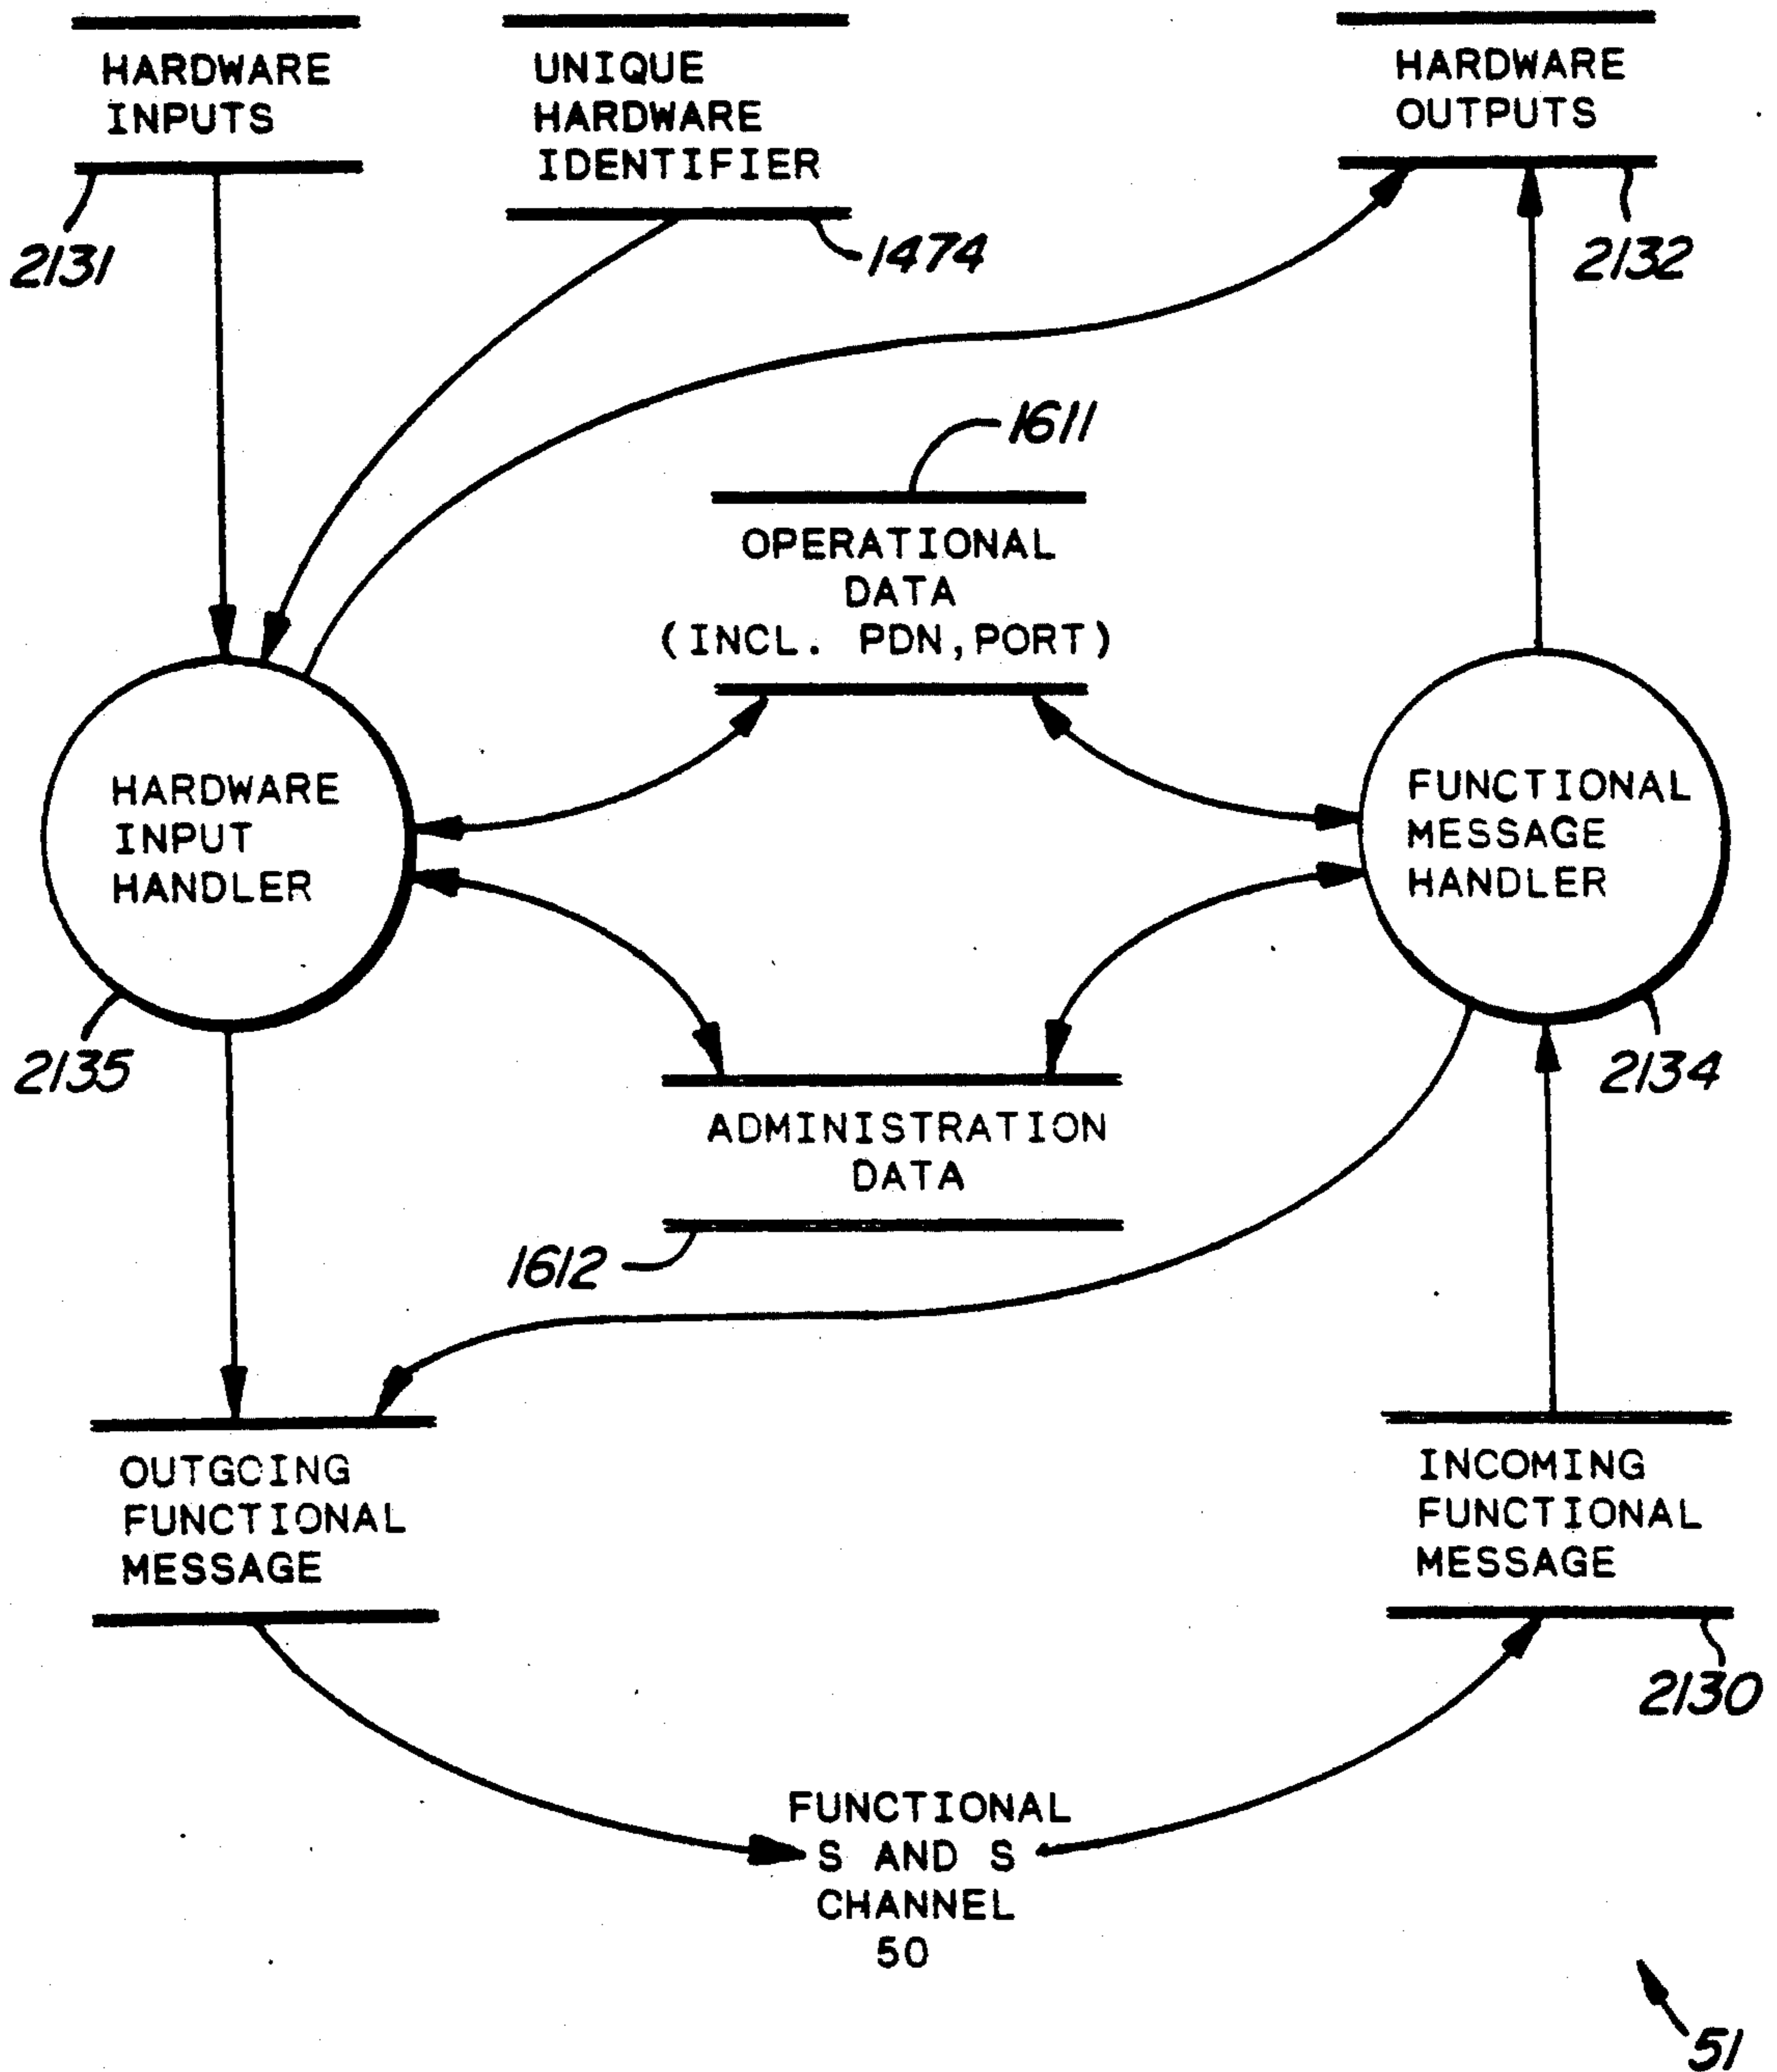 HARDWARE
INPUTS
2131
UNIQUE
HARDWARE
IDENTIFIER
1474
HARDWARE
OUTPUTS
2132
1611
OPERATIONAL
DATA
(INCL. PDN,PORT)
HARDWARE
INPUT
HANDLER
2135
FUNCTIONAL
MESSAGE
HANDLER
2134
ADMINISTRATION
DATA
1612
OUTGOING
FUNCTIONAL
MESSAGE
INCOMING
FUNCTIONAL
MESSAGE
2130
FUNCTIONAL
S AND S
CHANNEL
50
51